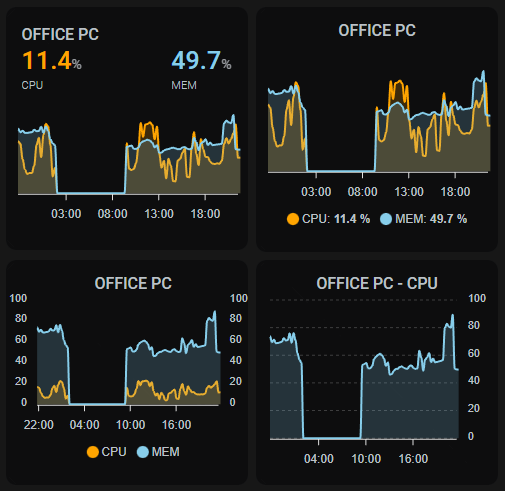 OFFICE PC
11.4% 49.7%
CPU MEM
03:00 08:00 13:00 18:00
OFFICE PC
03:00 08:00 13:00 18:00
CPU: 11.4 % MEM: 49.7 %
OFFICE PC
100 100
80 80
60 60
40 40
20 20
0 0
22:00 04:00 10:00 16:00
CPU MEM
OFFICE PC - CPU
100
80
60
40
20
0
04:00 10:00 16:00